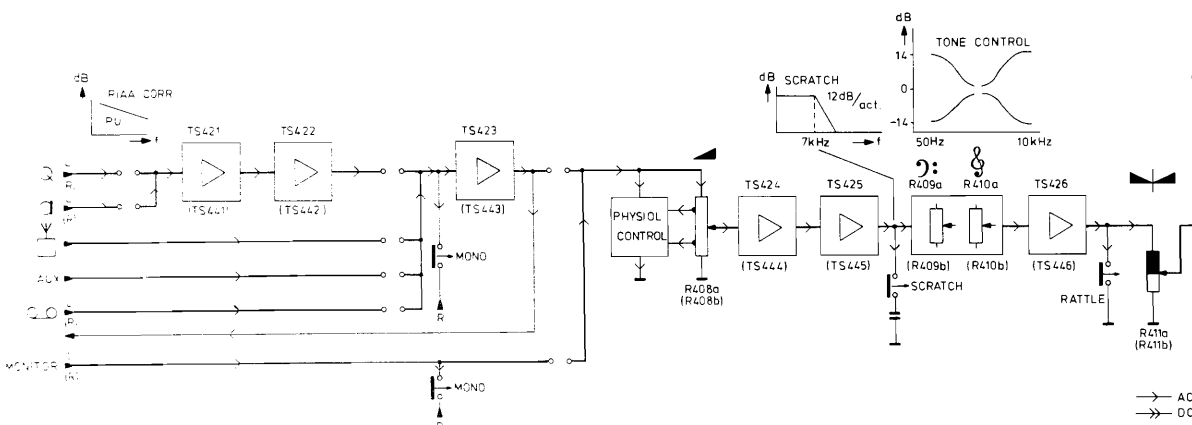 dB
RIAA CORR
PU
f
TS421
TS422
TS423
(TS441)
(TS442)
(TS443)
(R)
(R)
AUX
(R)
MONITOR
(R)
MONO
R
MONO
PHYSIOL
CONTROL
R408a
(R408b)
TS424
TS425
(TS444)
(TS445)
dB
SCRATCH
12dB/
act.
7kHz
f
SCRATCH
dB
TONE CONTROL
14
0
-14
50Hz
10kHz
R409a
R410a
(R409b)
(R410b)
TS426
(TS446)
RATTLE
R411a
(R411b)